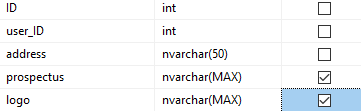 ID int
user_ID int
address nvarchar(50)
prospectus nvarchar(MAX)
logo nvarchar(MAX)